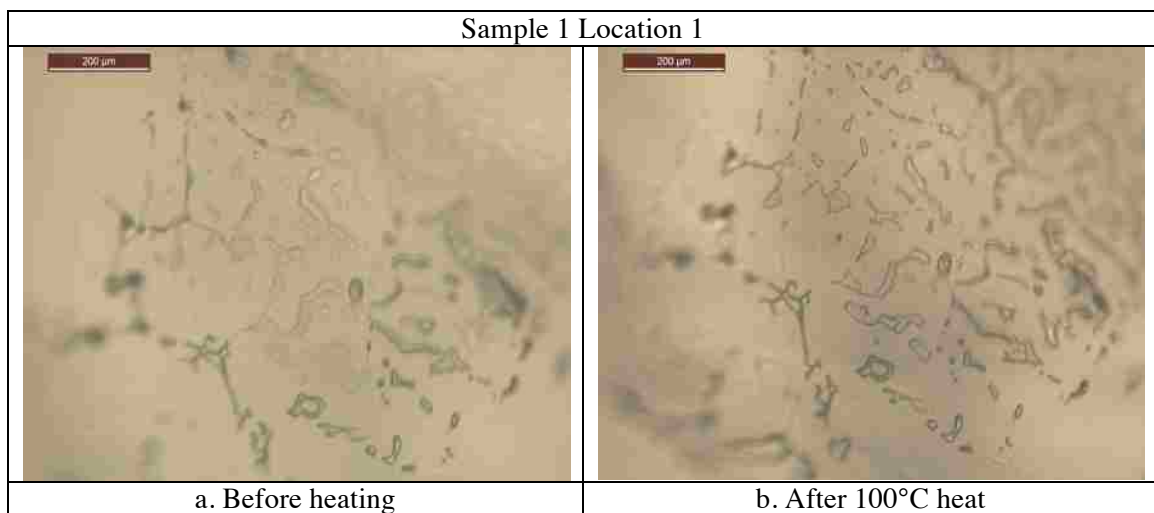 Sample 1 Location 1
200 µm
200 µm
a. Before heating
b. After 100°C heat